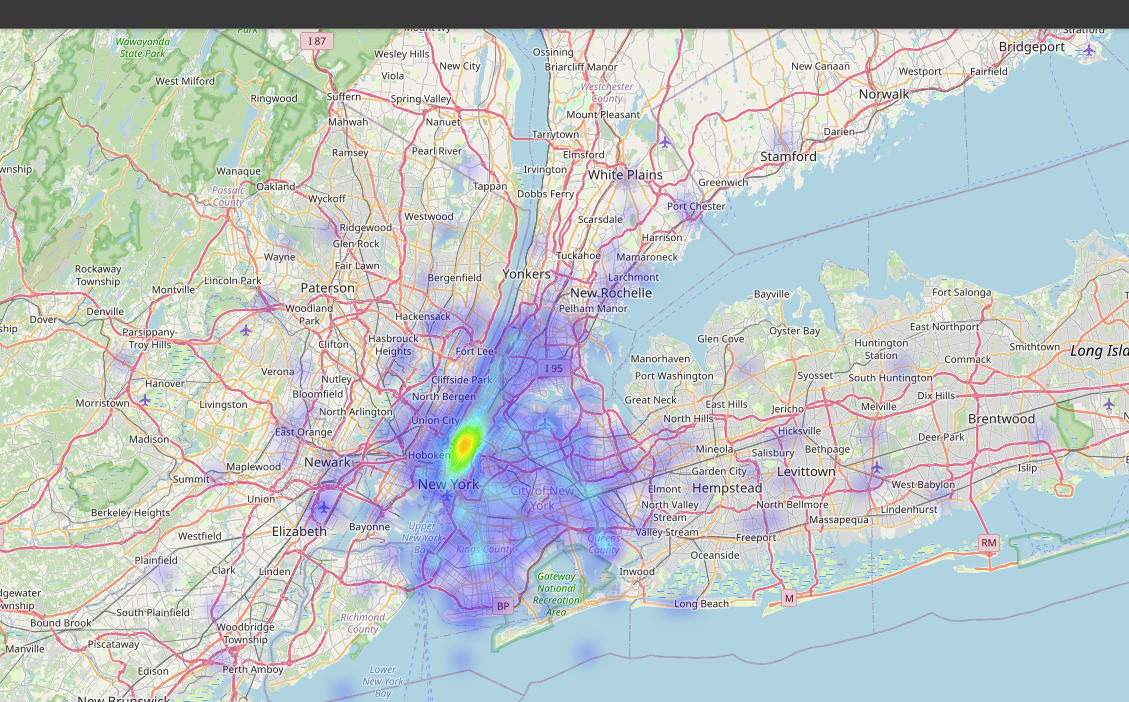 Wawayanda
State Park
Park
I 87
Wesley Hills
Viola
New City
Ossining
Briarcliff Manor
Westchester
County
New Canaan
Westport
Fairfield
Bridgeport
West Milford
Ringwood
Suffern
Spring Valley
Norwalk
Mahwah
Nanuet
Mount Pleasant
Darien
Tarrytown
Ramsey
Pearl River
Elmsford
Stamford
Wanaque
Oakland
Irvington
White Plains
Greenwich
Passaic
County
Wyckoff
Tappan
Dobbs Ferry
Port Chester
Westwood
Scarsdale
Ridgewood
Glen Rock
Harrison
Wayne
Fair Lawn
Tuckahoe
Mamaroneck
Rockaway
Township
Lincoln Park
Bergenfield
Yonkers
Larchmont
Montville
Paterson
New Rochelle
Bayville
Fort Salonga
Denville
Dover
Woodland
Park
Hackensack
Pelham Manor
Parsippany-
Troy Hills
Clifton
Hasbrouck
Heights
Fort Lee
I 95
Manorhaven
Glen Cove
Oyster Bay
East Northport
Huntington
Station
Smithtown
Long Isla
Commack
Verona
Nutley
Cliffside Park
Port Washington
Syosset
South Huntington
Hanover
Bloomfield
North Bergen
Great Neck
Dix Hills
Morristown
Livingston
North Arlington
Union City
East Hills
Jericho
Melville
North Hills
Brentwood
East Orange
Hicksville
Deer Park
Madison
Hoboken
Mineola
Salisbury
Bethpage
Maplewood
Newark
Garden City
Levittown
Islip
Summit
New York
City of New
York
Elmont
Hempstead
West Babylon
Union
North Valley
Stream
North Bellmore
Lindenhurst
Berkeley Heights
Elizabeth
Bayonne
Upper
New York
Bay
Valley Stream
Freeport
Massapequa
Westfield
Kings County
Queens
County
Oceanside
RM
Plainfield
Clark
Linden
Gateway
National
Recreation
Area
Inwood
South Plainfield
Richmond
County
BP
Long Beach
M
Bound Brook
Woodbridge
Township
Piscataway
Manville
Edison
Perth Amboy
Lower
New York
Bay
New Brunswick